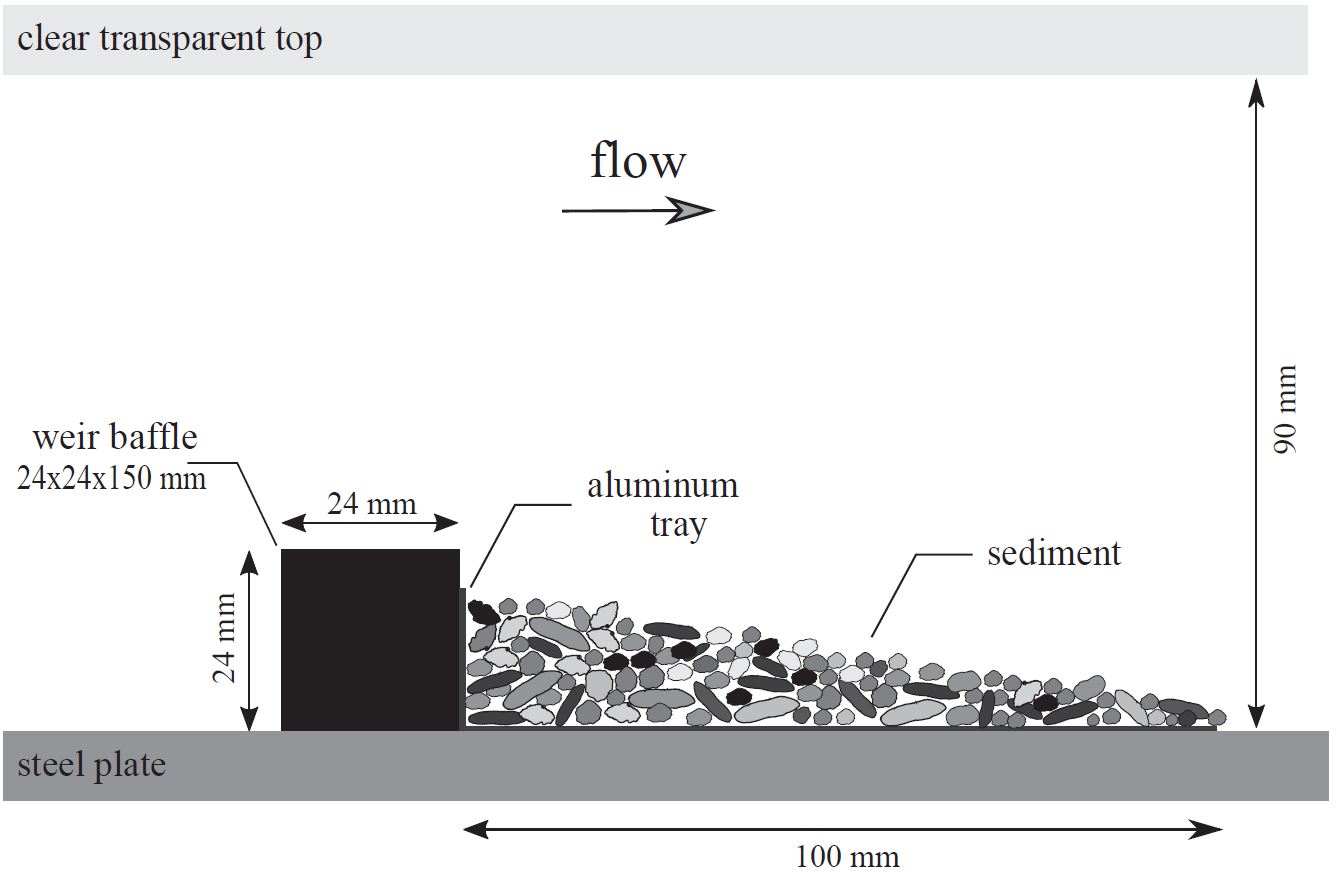 clear transparent top
flow
90 mm
weir baffle
24x24x150 mm
24 mm
24 mm
aluminum
tray
sediment
steel plate
100 mm